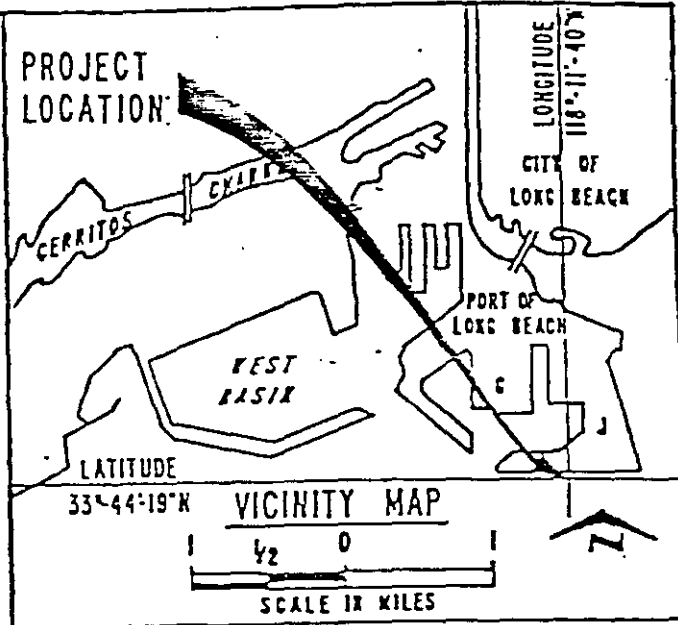 PROJECT
LOCATION:
LONGITUDE
118°-11'-40"
CITY OF
LONG BEACH
CERRITOS
PORT OF
LONG BEACH
WEST
BASIN
G
J
LATITUDE
33°-44'-19"N
VICINITY MAP
N
1 1/2 0 1
SCALE IN MILES